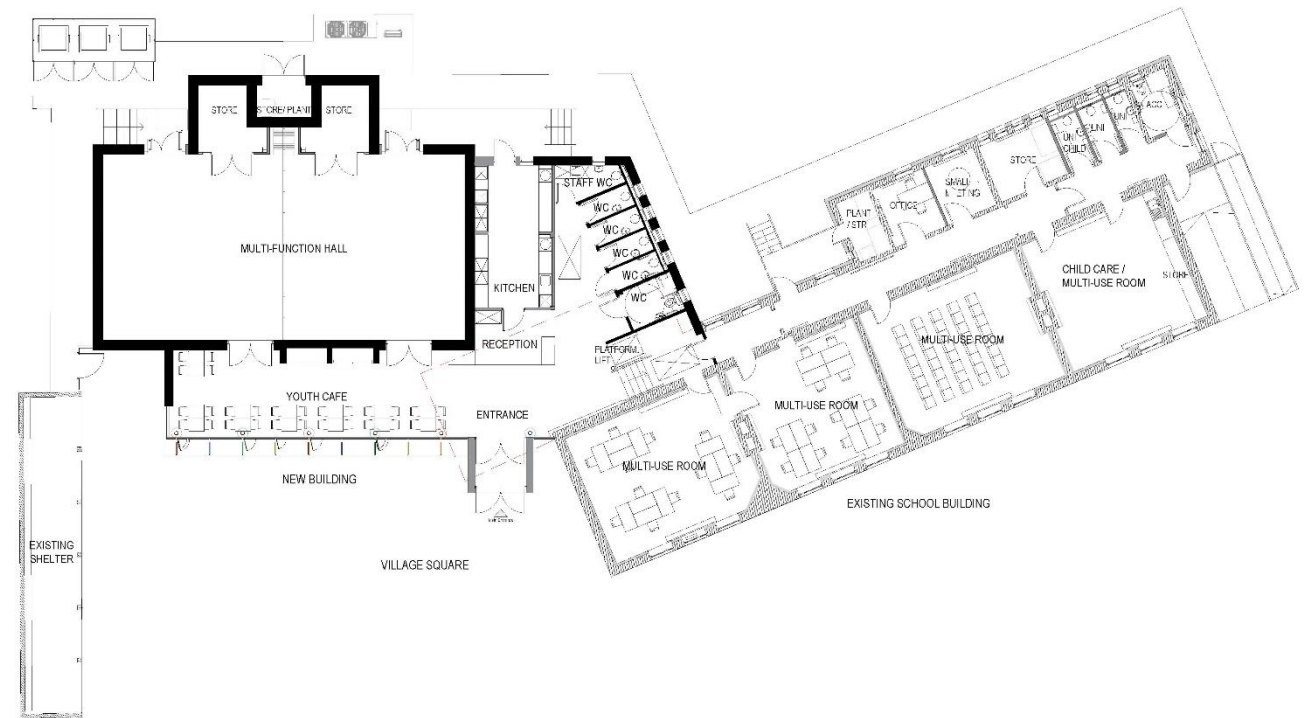 STORE
STORE/ PLANT
STORE
MULTI-FUNCTION HALL
KITCHEN
STAFF WC
WC
WC
WC
WC
WC
RECEPTION
PLATFORM
LIFT
YOUTH CAFE
ENTRANCE
NEW BUILDING
VILLAGE SQUARE
EXISTING
SHELTER
PLANT
/ STR
OFFICE
SMALL
MEETING
STORE
UNI
CHILD
UNI
UNI
ACC
CHILD CARE /
MULTI-USE ROOM
STORE
MULTI-USE ROOM
MULTI-USE ROOM
MULTI-USE ROOM
EXISTING SCHOOL BUILDING